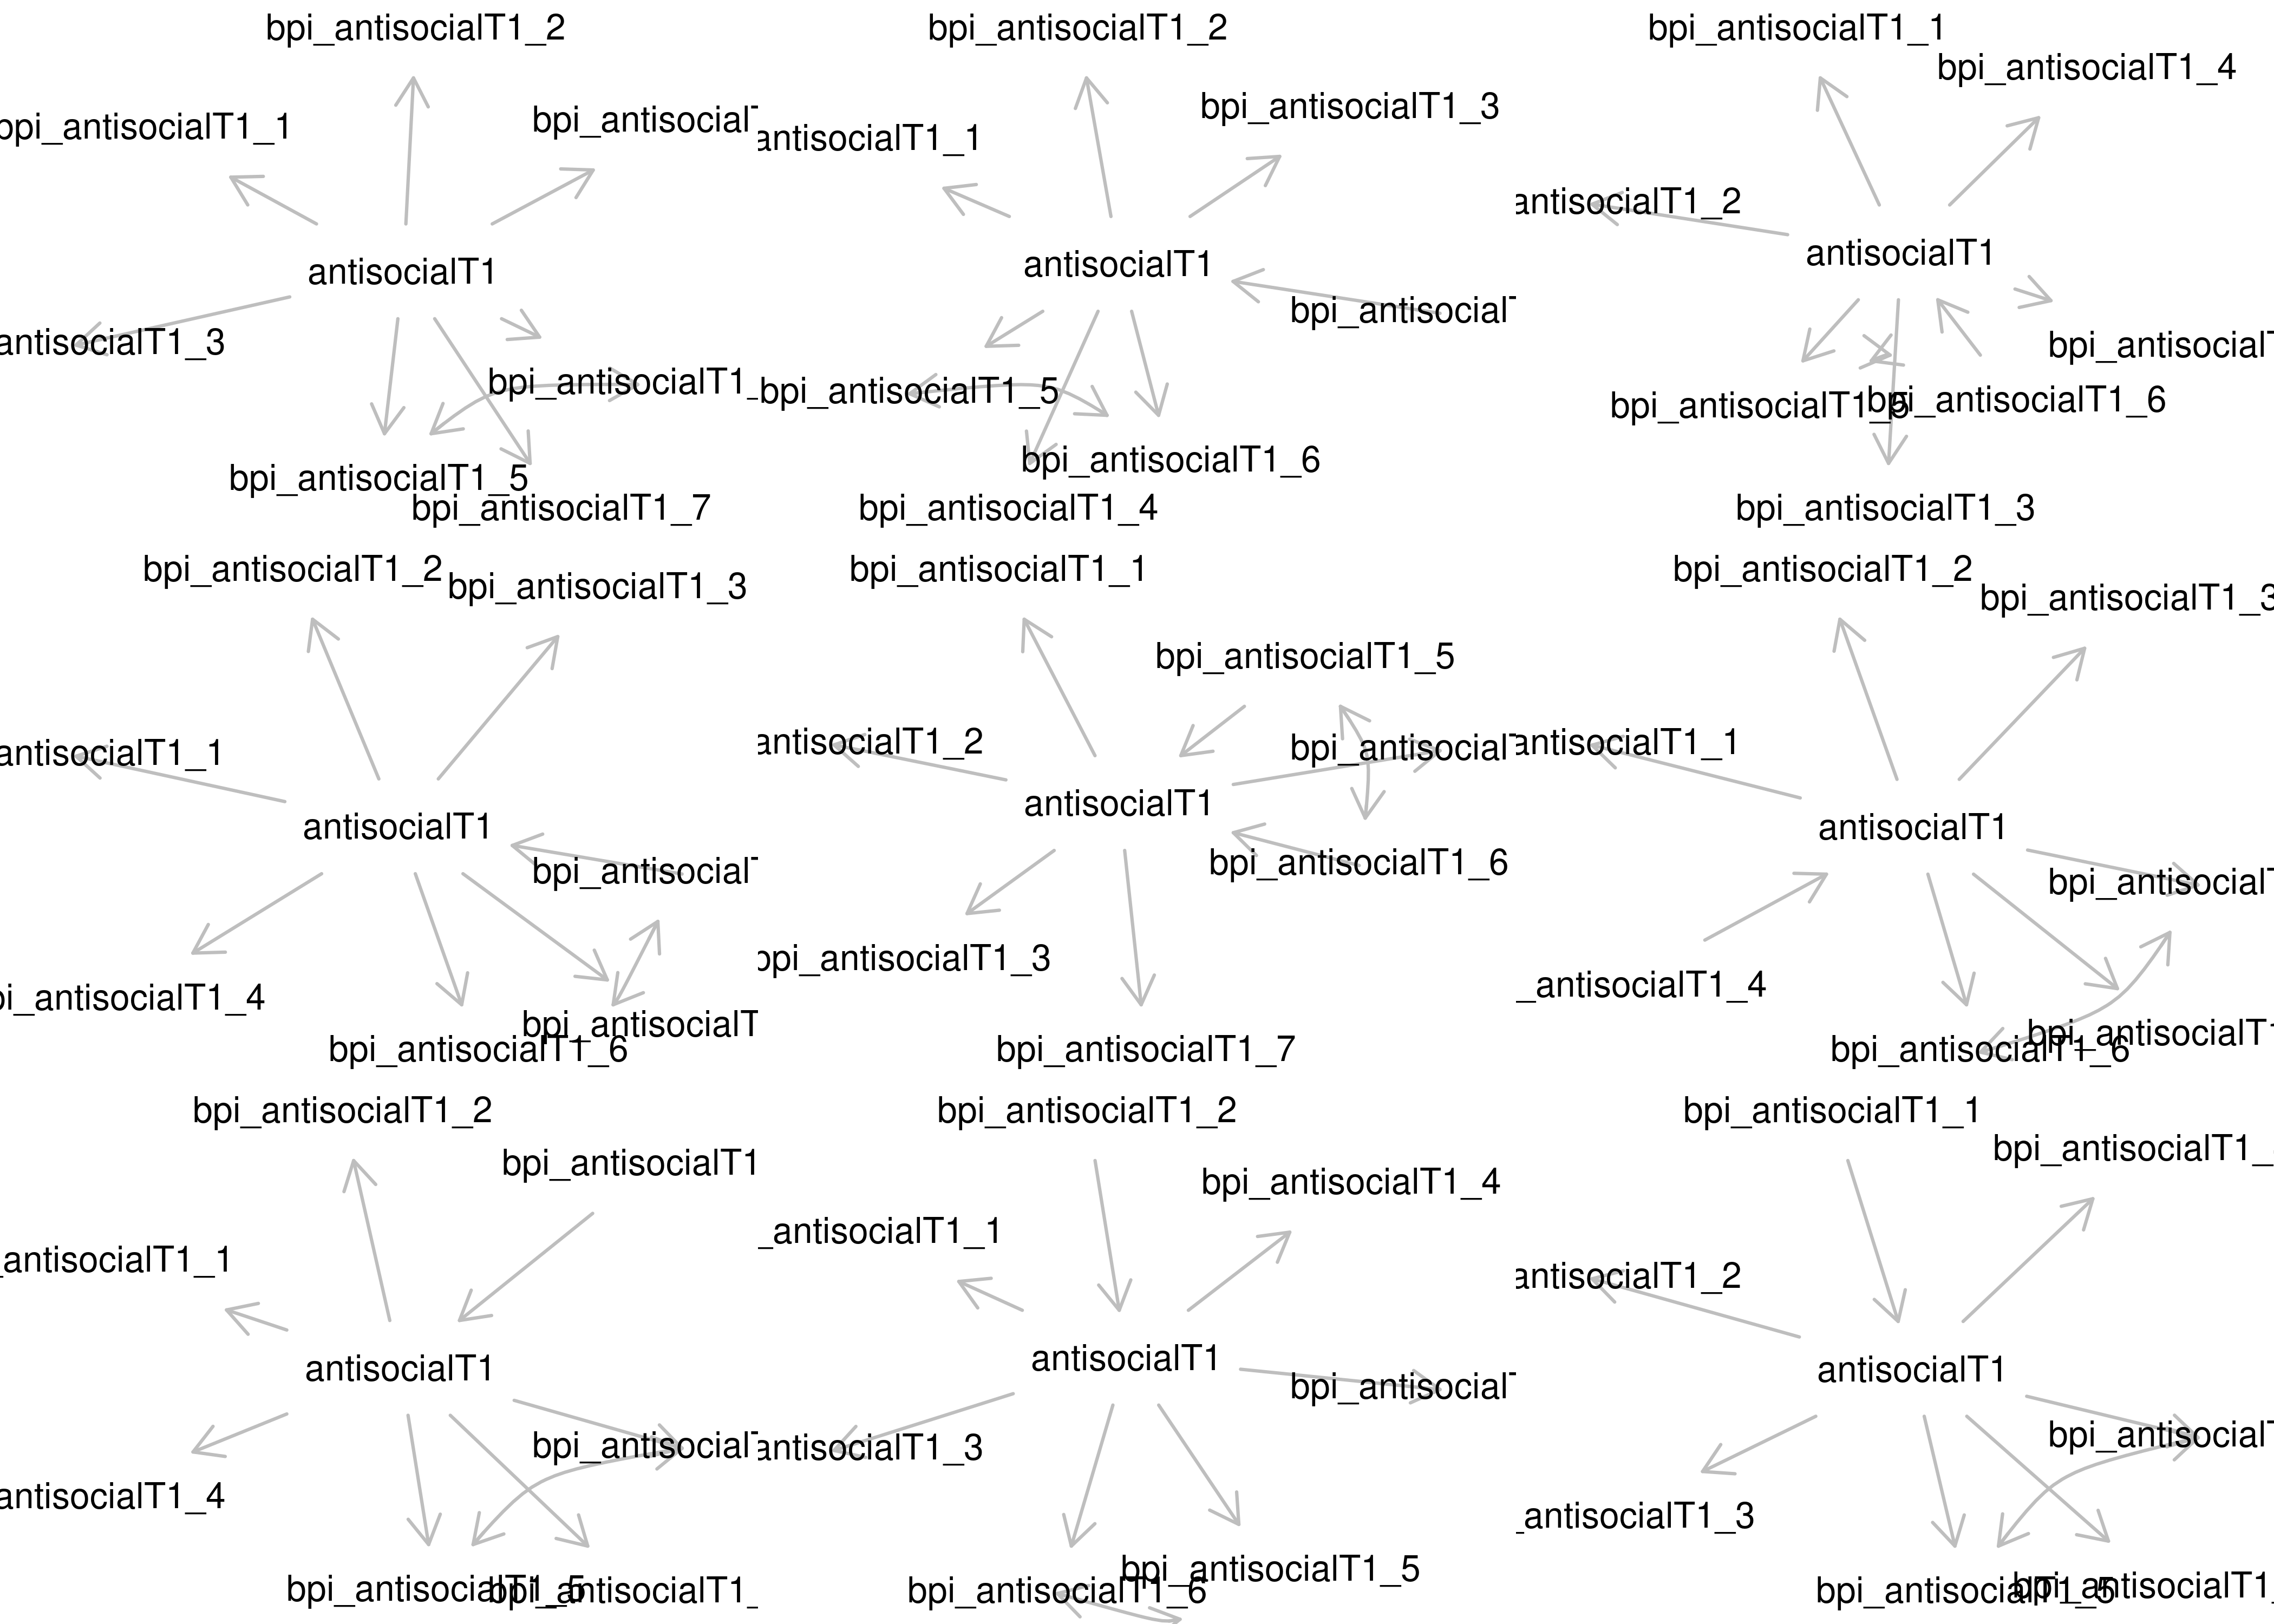 bpi_antisocialT1_2
bpi_antisocialT1_1
bpi_antisocial
antisocialT1
antisocialT1_3
bpi_antisocialT1_
bpi_antisocialT1_5
bpi_antisocialT1_7
bpi_antisocialT1_2
bpi_antisocialT1_3
antisocialT1_1
antisocialT1
bpi_antisocial
bpi_antisocialT1_5
bpi_antisocialT1_6
bpi_antisocialT1_4
bpi_antisocialT1_1
bpi_antisocialT1_4
antisocialT1_2
antisocialT1
bpi_antisocial
bpi_antisocialT1_5
bpi_antisocialT1_6
bpi_antisocialT1_3
bpi_antisocialT1_2
bpi_antisocialT1_3
antisocialT1_1
antisocialT1
bpi_antisocial
pi_antisocialT1_4
bpi_antisocialT
bpi_antisocialT1_6
bpi_antisocialT1_1
bpi_antisocialT1_5
antisocialT1_2
bpi_antisocial
antisocialT1
bpi_antisocialT1_6
bpi_antisocialT1_3
bpi_antisocialT1_7
bpi_antisocialT1_2
bpi_antisocialT1_3
antisocialT1_1
antisocialT1
bpi_antisocial
_antisocialT1_4
bpi_antisocialT1
bpi_antisocialT1_6
bpi_antisocialT1_2
bpi_antisocialT1
_antisocialT1_1
antisocialT1
bpi_antisocial
antisocialT1_4
bpi_antisocialT1_5
bpi_antisocialT1_
bpi_antisocialT1_2
bpi_antisocialT1_4
_antisocialT1_1
antisocialT1
bpi_antisocial
antisocialT1_3
bpi_antisocialT1_5
bpi_antisocialT1_6
bpi_antisocialT1_1
bpi_antisocialT1_
antisocialT1_2
antisocialT1
bpi_antisocial
_antisocialT1_3
bpi_antisocialT1_5
bpi_antisocialT1_